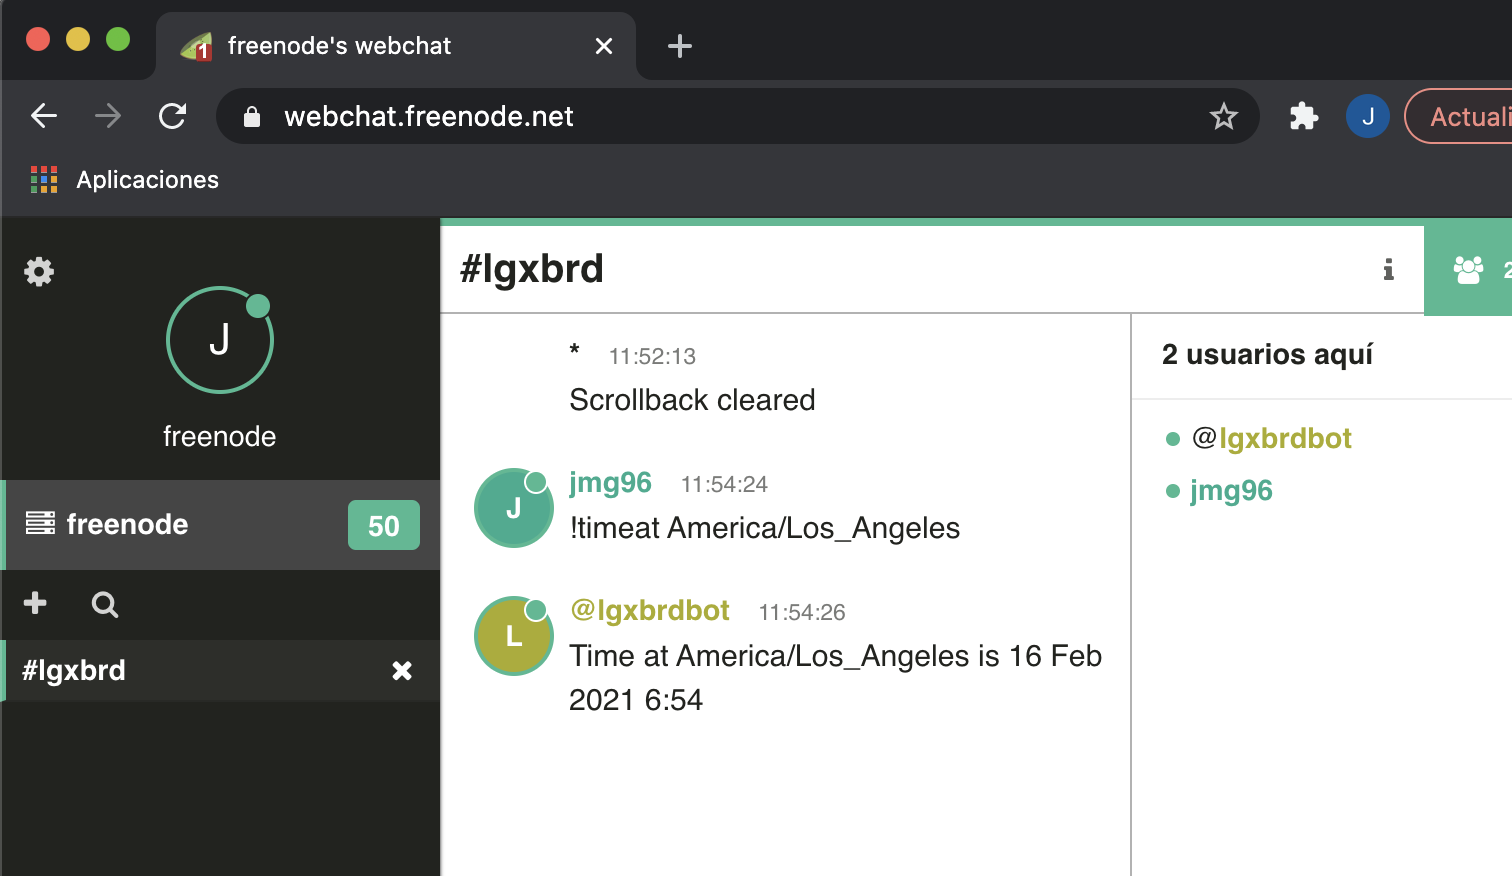 freenode's webchat
1
webchat.freenode.net
J
Actuali
Aplicaciones
J
freenode
freenode
50
#lgxbrd
#lgxbrd
2
* 11:52:13
Scrollback cleared
J
jmg96 11:54:24
!timeat America/Los_Angeles
L
@lgxbrdbot 11:54:26
Time at America/Los_Angeles is 16 Feb
2021 6:54
2 usuarios aquí
@lgxbrdbot
jmg96